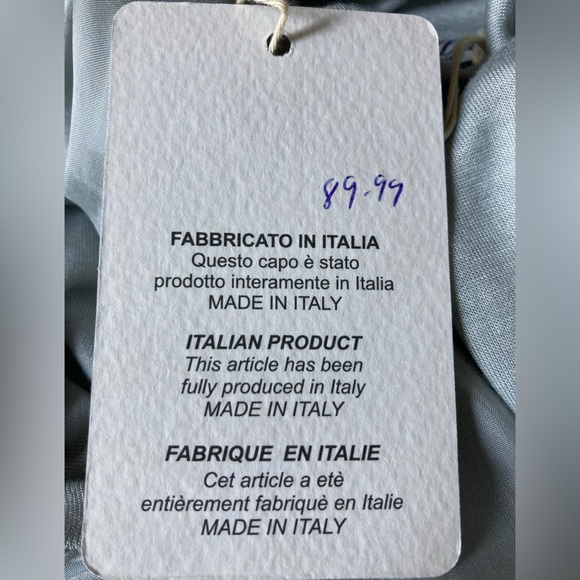 89.99
FABBRICATO IN ITALIA
Questo capo è stato
prodotto interamente in Italia
MADE IN ITALY
ITALIAN PRODUCT
This article has been
fully produced in Italy
MADE IN ITALY
FABRIQUE EN ITALIE
Cet article a etè
entièrement fabriquè en Italie
MADE IN ITALY